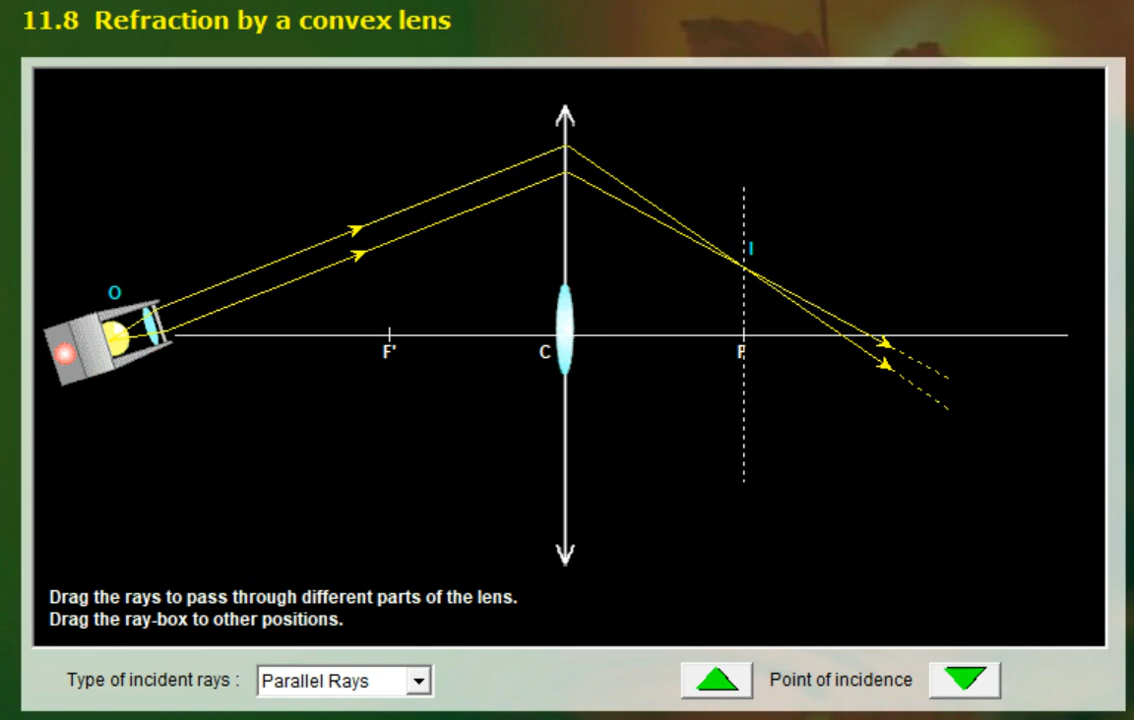 11.8 Refraction by a convex lens
I
O
F'
C
F
Drag the rays to pass through different parts of the lens.
Drag the ray-box to other positions.
Type of incident rays : Parallel Rays Point of incidence